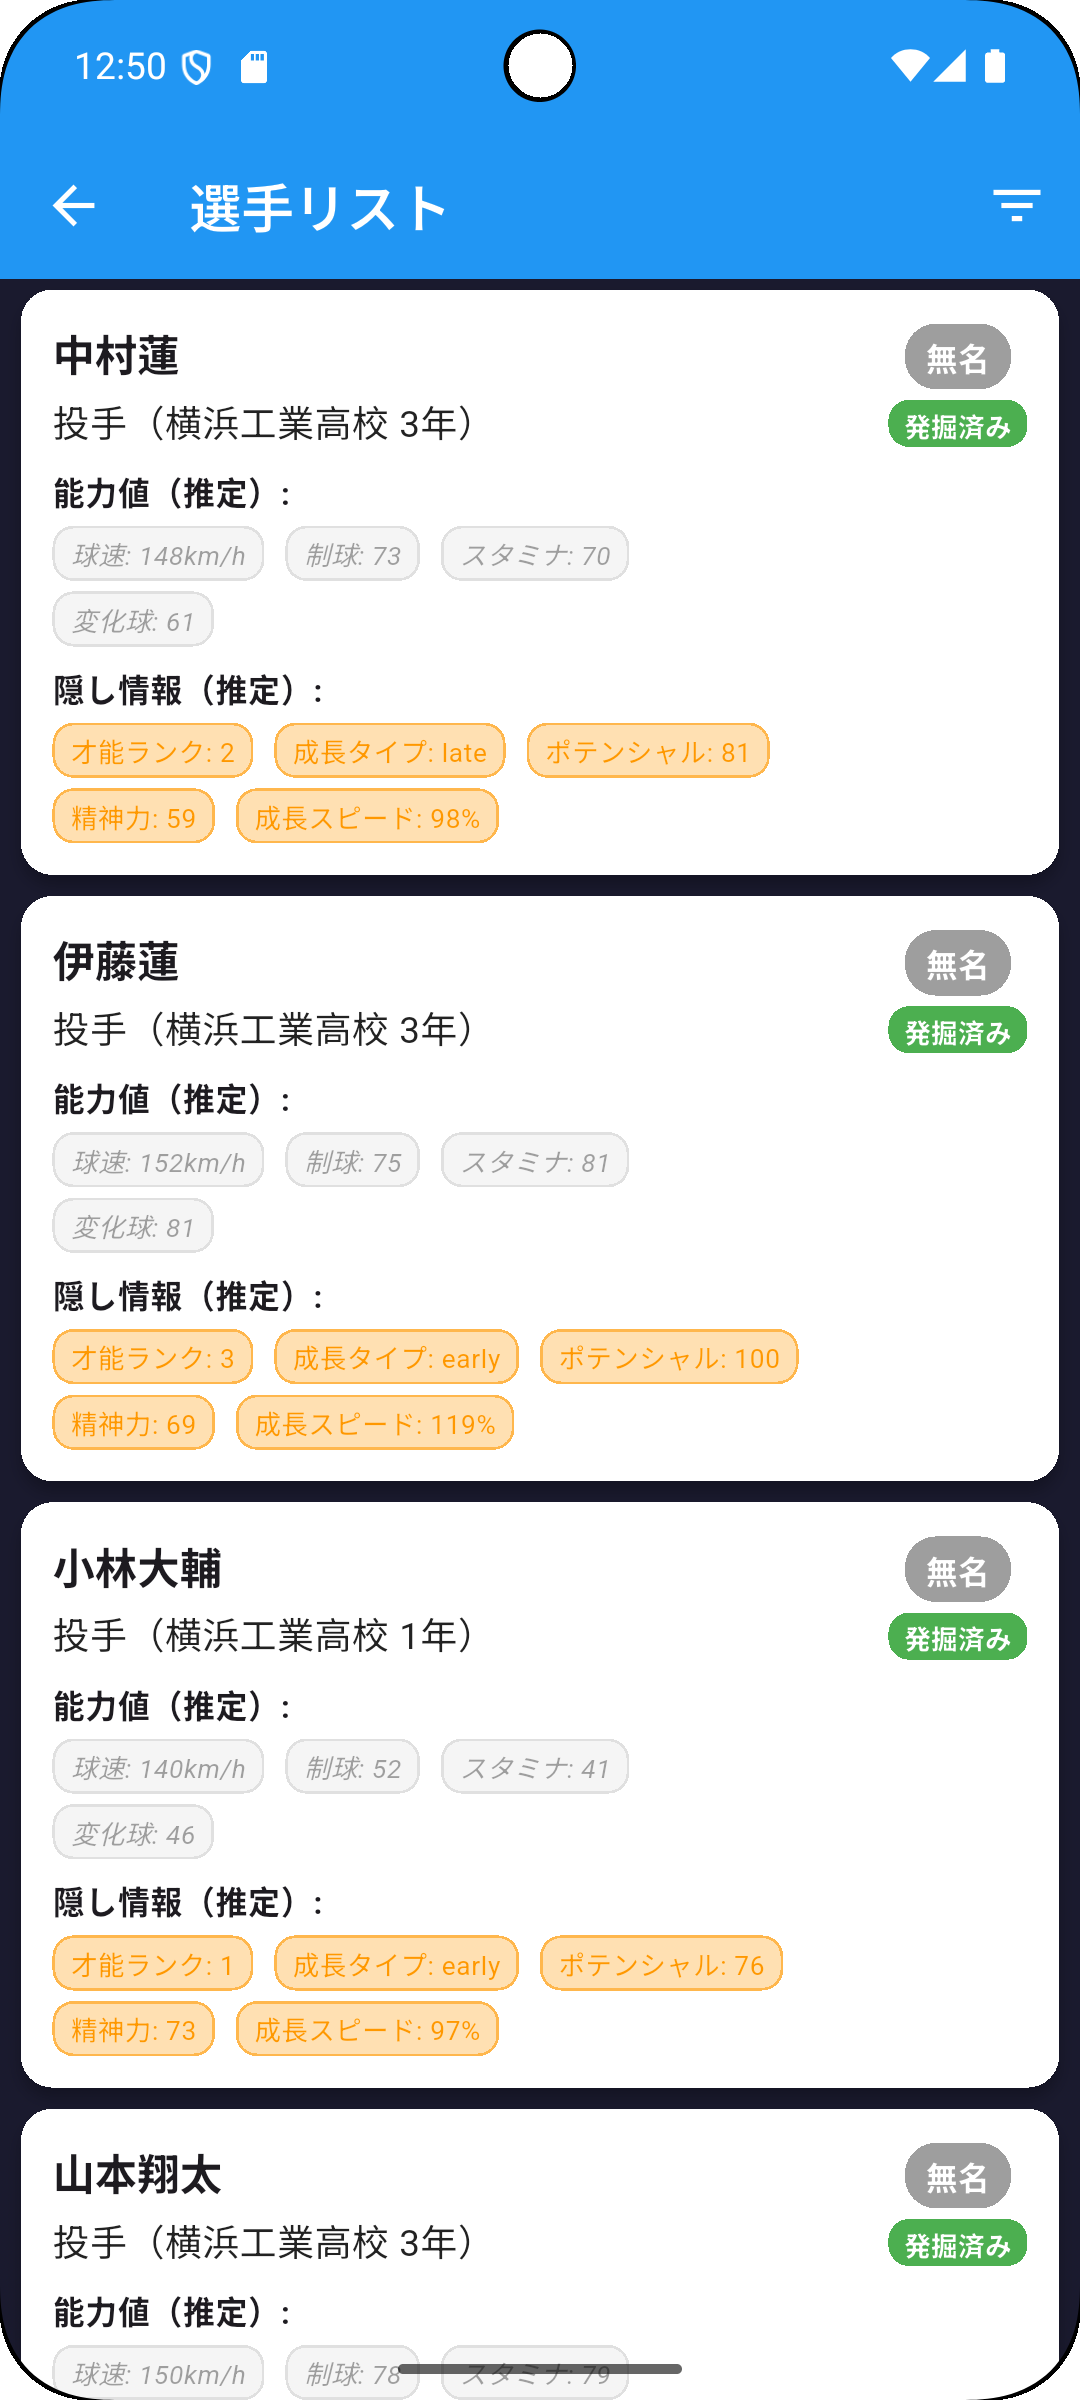 12:50
選手リスト
中村蓮
無名
投手（横浜工業高校 3年）
発掘済み
能力値（推定）:
球速: 148km/h 制球: 73 スタミナ: 70
変化球: 61
隠し情報（推定）:
才能ランク: 2 成長タイプ: late ポテンシャル: 81
精神力: 59 成長スピード: 98%
伊藤蓮
無名
投手（横浜工業高校 3年）
発掘済み
能力値（推定）:
球速: 152km/h 制球: 75 スタミナ: 81
変化球: 81
隠し情報（推定）:
才能ランク: 3 成長タイプ: early ポテンシャル: 100
精神力: 69 成長スピード: 119%
小林大輔
無名
投手（横浜工業高校 1年）
発掘済み
能力値（推定）:
球速: 140km/h 制球: 52 スタミナ: 41
変化球: 46
隠し情報（推定）:
才能ランク: 1 成長タイプ: early ポテンシャル: 76
精神力: 73 成長スピード: 97%
山本翔太
無名
投手（横浜工業高校 3年）
発掘済み
能力値（推定）:
球速: 150km/h 制球: 78 スタミナ: 79